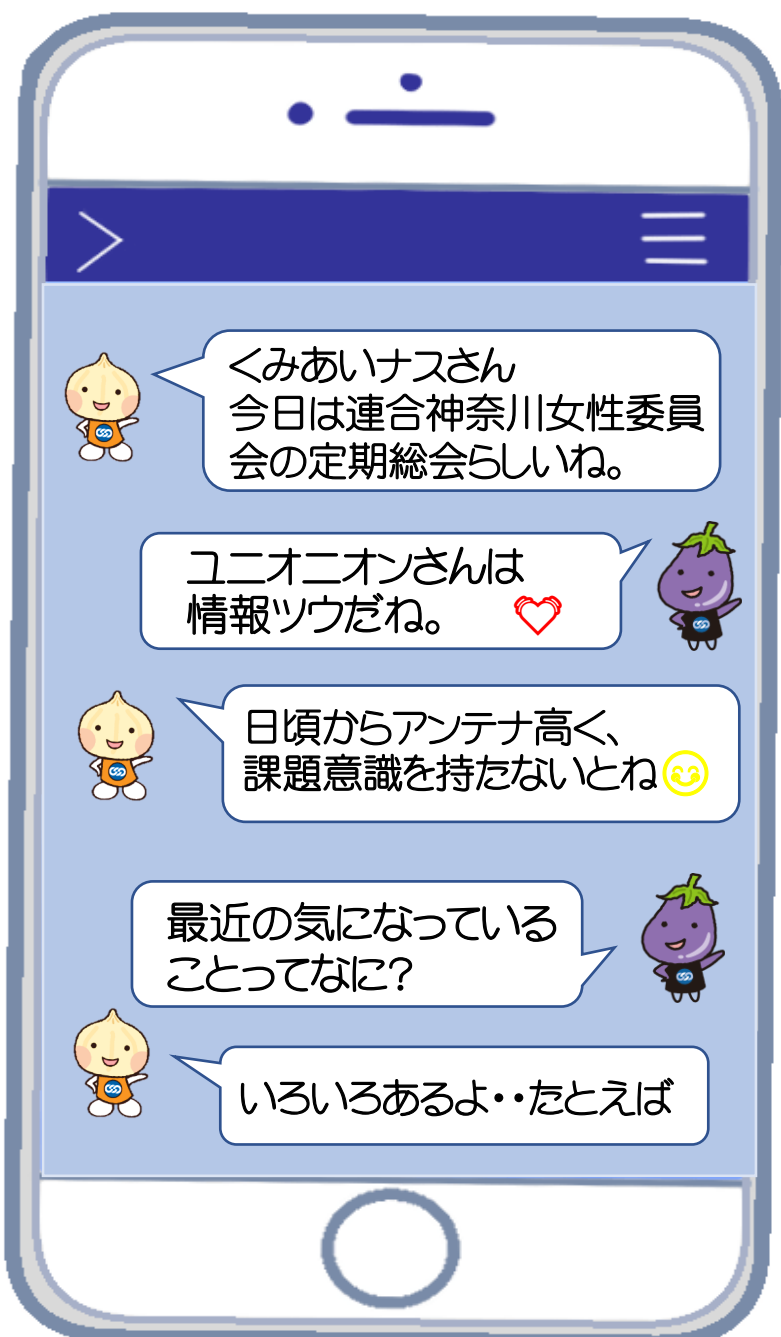 くみあいナスさん
今日は連合神奈川女性委員
会の定期総会らしいね。
ユニオニオンさんは
情報ツウだね。
日頃からアンテナ高く、
課題意識を持たないとね😊
最近の気になっている
ことってなに?
いろいろあるよ・・たとえば